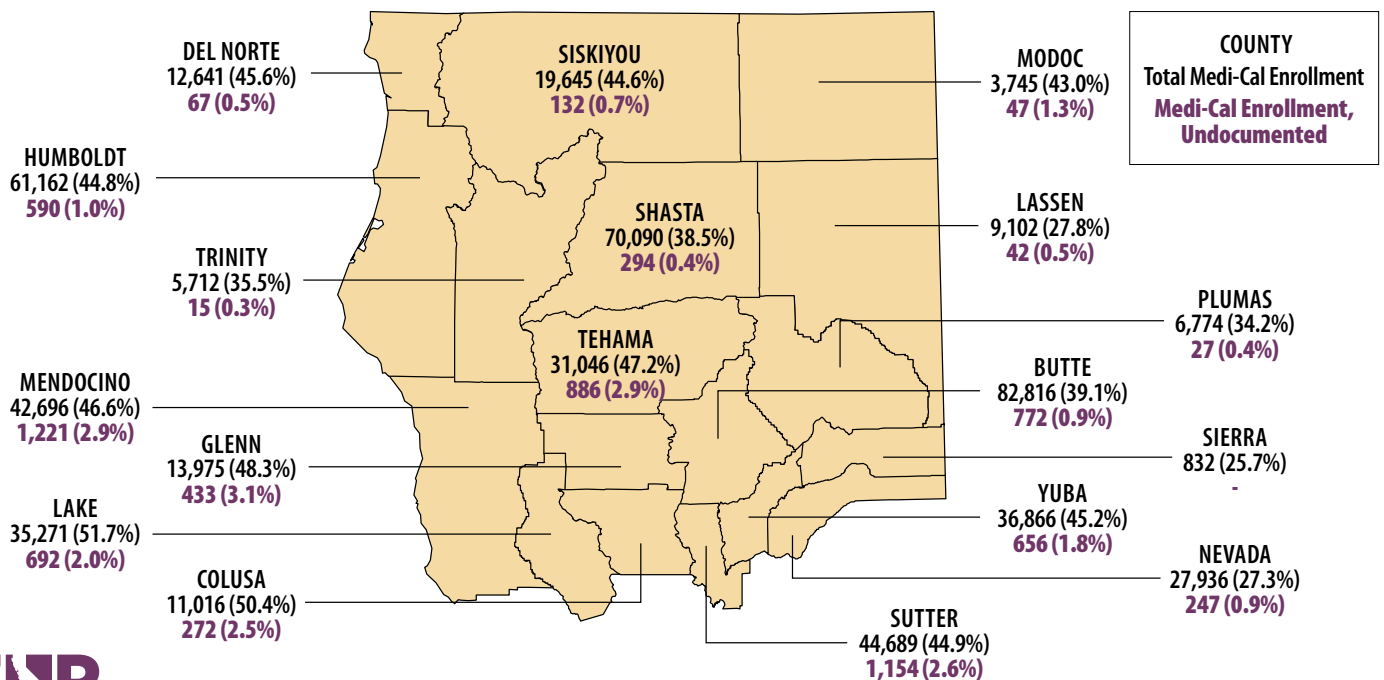 DEL NORTE
12,641 (45.6%)
67 (0.5%)
SISKIYOU
19,645 (44.6%)
132 (0.7%)
MODOC
3,745 (43.0%)
47 (1.3%)
COUNTY
Total Medi-Cal Enrollment
Medi-Cal Enrollment,
Undocumented
HUMBOLDT
61,162 (44.8%)
590 (1.0%)
SHASTA
70,090 (38.5%)
294 (0.4%)
LASSEN
9,102 (27.8%)
42 (0.5%)
TRINITY
5,712 (35.5%)
15 (0.3%)
PLUMAS
6,774 (34.2%)
27 (0.4%)
TEHAMA
31,046 (47.2%)
886 (2.9%)
BUTTE
82,816 (39.1%)
772 (0.9%)
MENDOCINO
42,696 (46.6%)
1,221 (2.9%)
GLENN
13,975 (48.3%)
433 (3.1%)
SIERRA
832 (25.7%)
-
LAKE
35,271 (51.7%)
692 (2.0%)
YUBA
36,866 (45.2%)
656 (1.8%)
NEVADA
27,936 (27.3%)
247 (0.9%)
COLUSA
11,016 (50.4%)
272 (2.5%)
SUTTER
44,689 (44.9%)
1,154 (2.6%)